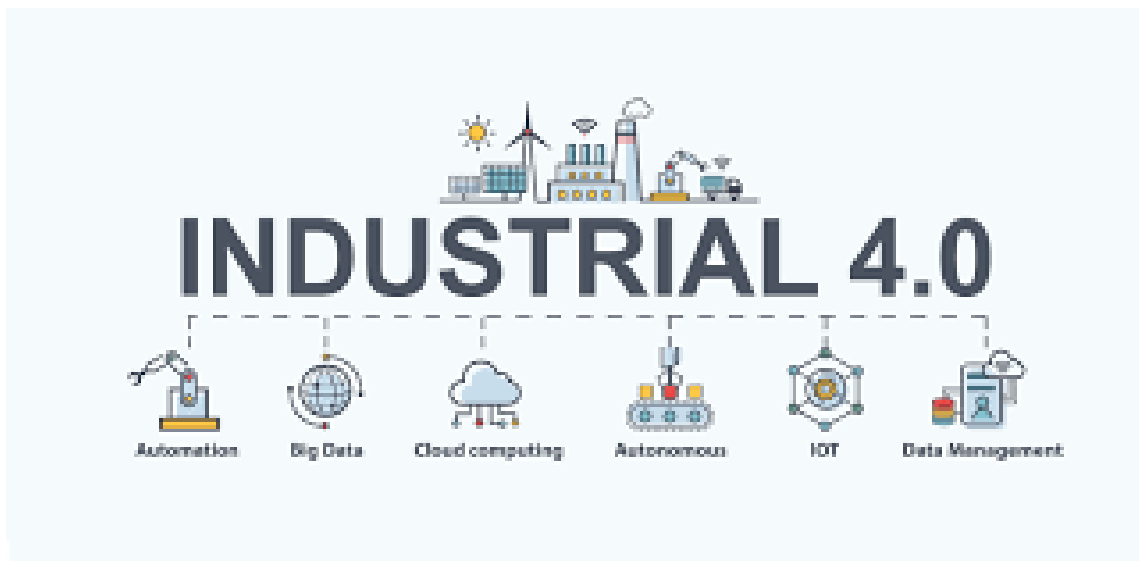 INDUSTRIAL 4.0
Automation
Big Data
Cloud computing
Autonomous
IOT
Data Management